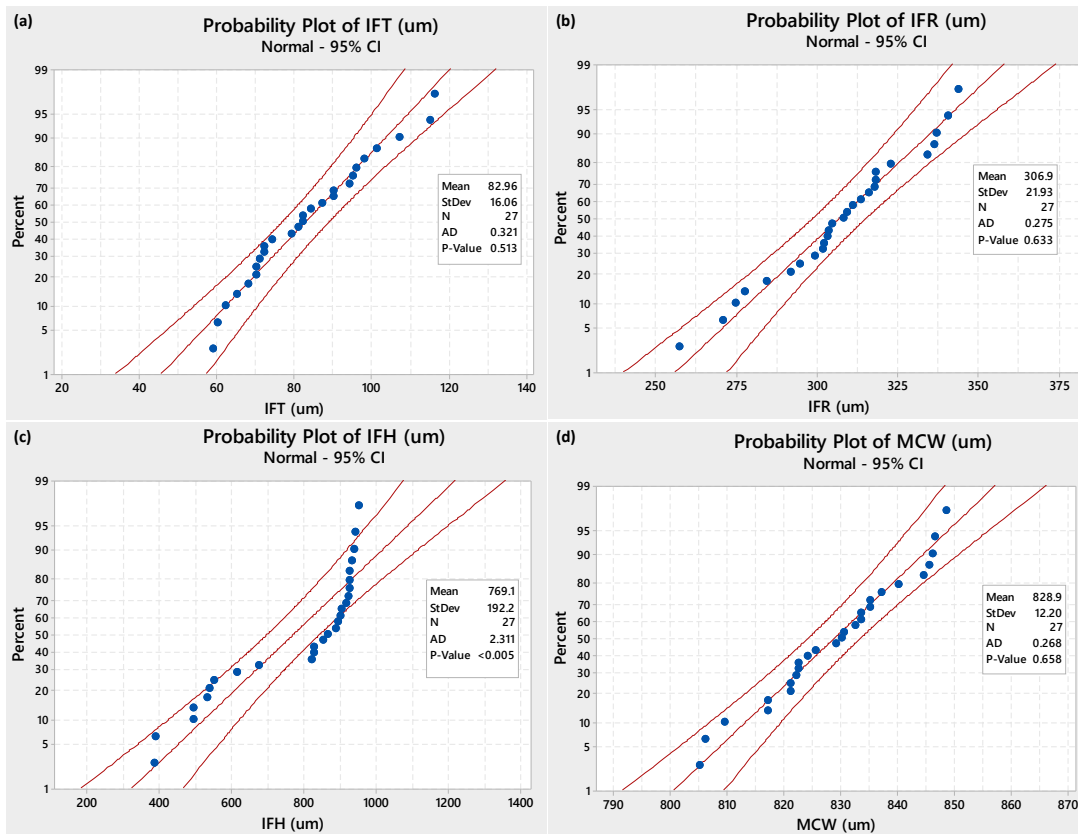 (a)
Probability Plot of IFT (um)
Normal - 95% CI
99
95
90
80
70
60
50
40
30
20
10
5
1
Percent
20 40 60 80 100 120 140
IFT (um)
Mean 82.96
StDev 16.06
N 27
AD 0.321
P-Value 0.513
(b)
Probability Plot of IFR (um)
Normal - 95% CI
99
95
90
80
70
60
50
40
30
20
10
5
1
Percent
250 275 300 325 350 375
IFR (um)
Mean 306.9
StDev 21.93
N 27
AD 0.275
P-Value 0.633
(c)
Probability Plot of IFH (um)
Normal - 95% CI
99
95
90
80
70
60
50
40
30
20
10
5
1
Percent
200 400 600 800 1000 1200 1400
IFH (um)
Mean 769.1
StDev 192.2
N 27
AD 2.311
P-Value <0.005
(d)
Probability Plot of MCW (um)
Normal - 95% CI
99
95
90
80
70
60
50
40
30
20
10
5
1
Percent
790 800 810 820 830 840 850 860 870
MCW (um)
Mean 828.9
StDev 12.20
N 27
AD 0.268
P-Value 0.658